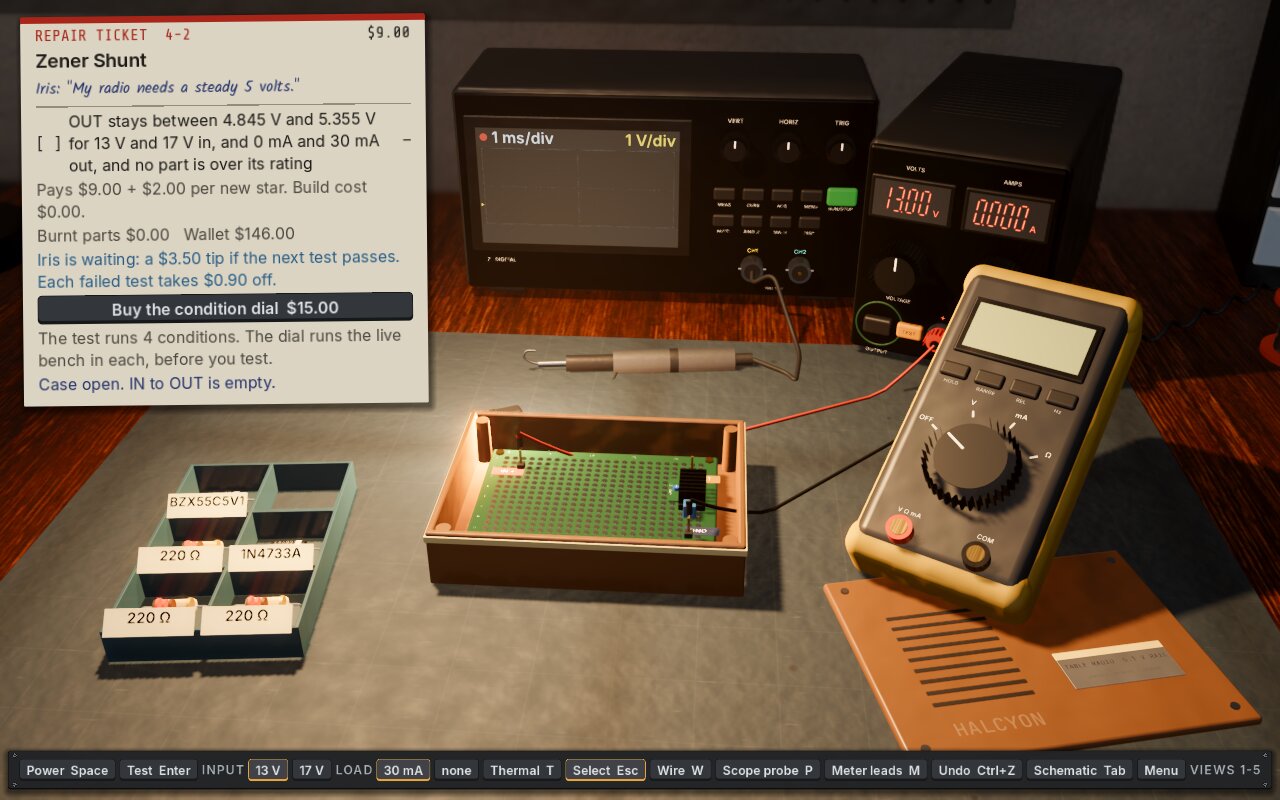 REPAIR TICKET 4-2 $9.00
Zener Shunt
Iris: "My radio needs a steady 5 volts."
OUT stays between 4.845 V and 5.355 V
[ ] for 13 V and 17 V in, and 0 mA and 30 mA –
out, and no part is over its rating
Pays $9.00 + $2.00 per new star. Build cost
$0.00.
Burnt parts $0.00 Wallet $146.00
Iris is waiting: a $3.50 tip if the next test passes.
Each failed test takes $0.90 off.
Buy the condition dial $15.00
The test runs 4 conditions. The dial runs the live
bench in each, before you test.
Case open. IN to OUT is empty.
1 ms/div 1 V/div
VERT HORIZ TRIG
CH1 CH2
VOLTS AMPS
13.00 V 0.000 A
VOLTAGE
OUTPUT
TEST
HOLD RANGE REL HZ
OFF V mA Ω
V Ω mA
COM
BZX55C5V1
220 Ω 1N4733A
220 Ω 220 Ω
HALCYON
Power Space Test Enter INPUT 13 V 17 V LOAD 30 mA none Thermal T Select Esc Wire W Scope probe P Meter leads M Undo Ctrl+Z Schematic Tab Menu VIEWS 1-5